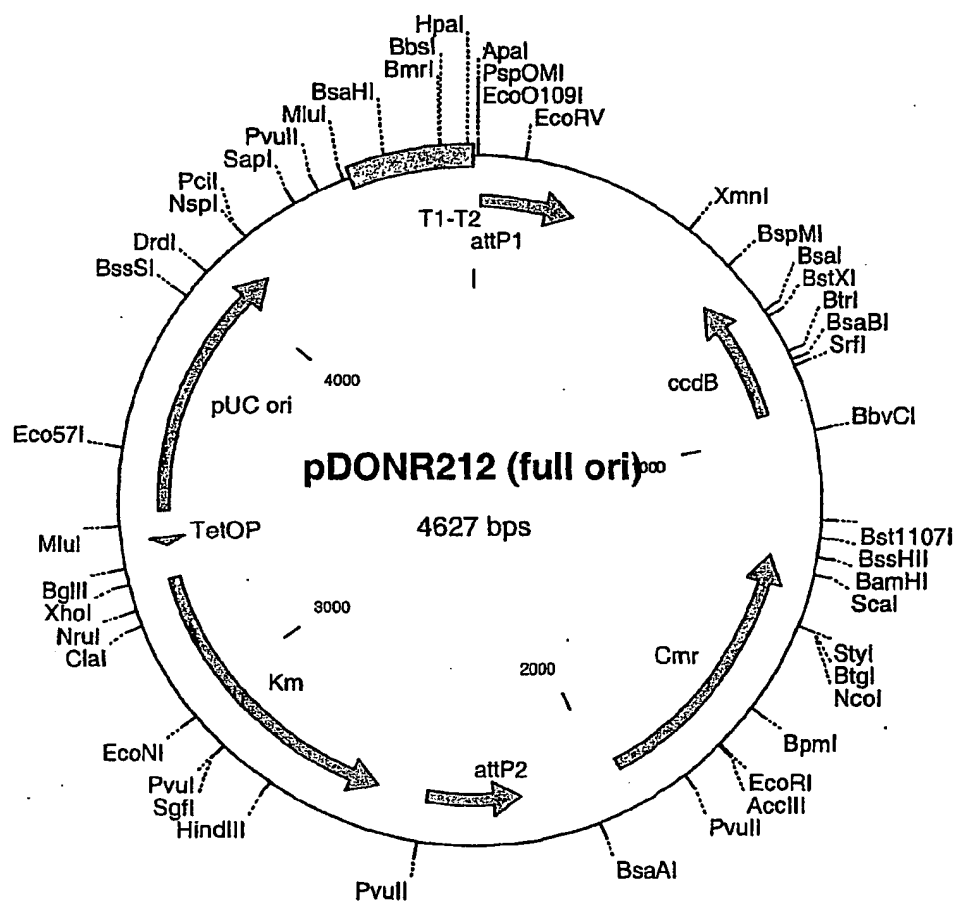 HpaI
BbsI
BmrI
ApaI
PspOMI
EcoO109I
BsaHI
EcoRV
MluI
PvuII
SapI
PciI
NspI
DrdI
BssSI
XmnI
BspMI
BsaI
BstXI
BtrI
BsaBI
SrfI
T1-T2
attP1
ccdB
4000
pUC ori
BbvCI
Eco57I
pDONR212 (full ori)
1000
4627 bps
TetOP
MluI
BglII
XhoI
NruI
ClaI
Bst1107I
BssHII
BamHI
ScaI
3000
2000
Cmr
Km
StyI
BtgI
NcoI
EcoNI
BpmI
attP2
PvuI
SgfI
HindIII
EcoRI
AccIII
PvuII
BsaAI
PvuII